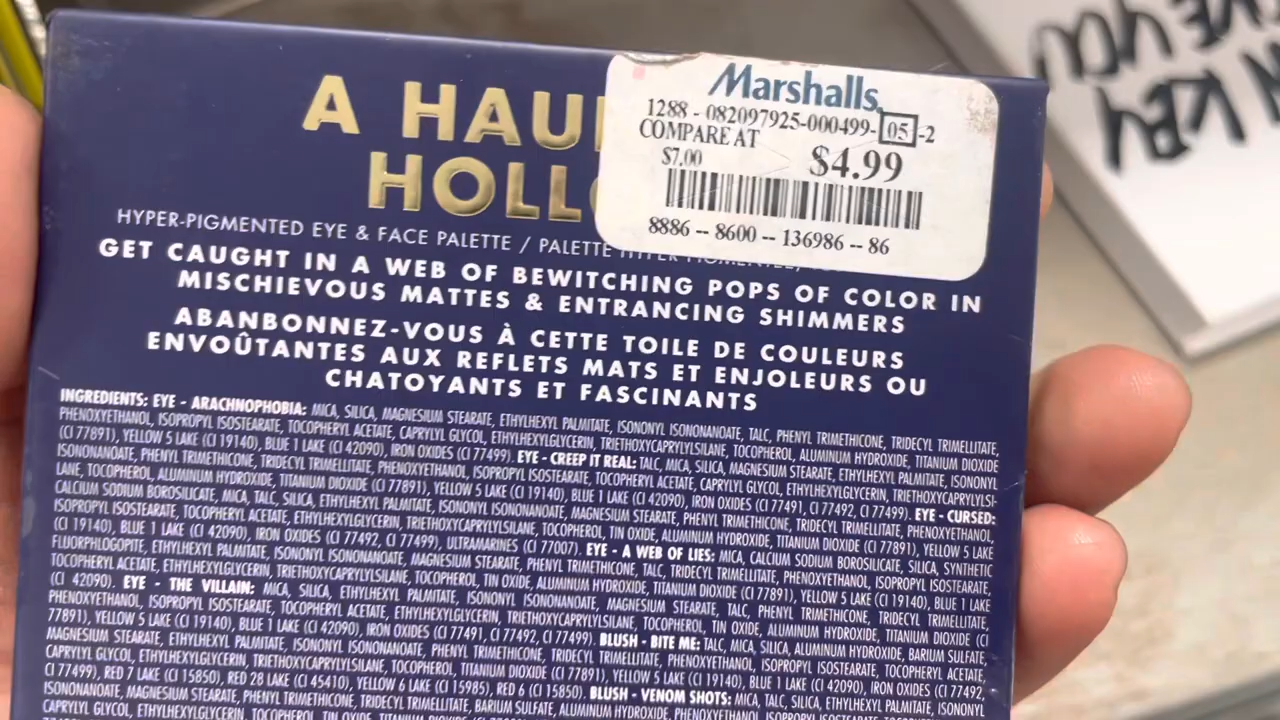 A HAU
HOLL
Marshalls
1288 - 082097925-000499-05-2
COMPARE AT
$7.00
$4.99
8886 -- 8600 -- 136986 -- 86
HYPER-PIGMENTED EYE & FACE PALETTE / PALETTE
GET CAUGHT IN A WEB OF BEWITCHING POPS OF COLOR IN
MISCHIEVOUS MATTES & ENTRANCING SHIMMERS
ABANBONNEZ-VOUS À CETTE TOILE DE COULEURS
ENVOÛTANTES AUX REFLETS MATS ET ENJOLEURS OU
CHATOYANTS ET FASCINANTS
INGREDIENTS: EYE - ARACHNOPHOBIA: MICA, SILICA, MAGNESIUM STEARATE, ETHYLHEXYL PALMITATE, ISONONYL ISONONANOATE, TALC, PHENYL TRIMETHICONE, TRIDECYL TRIMELLITATE,
PHENOXYETHANOL, ISOPROPYL ISOSTEARATE, TOCOPHERYL ACETATE, CAPRYLYL GLYCOL, ETHYLHEXYLGLYCERIN, TRIETHOXYCAPRYLYLSILANE, TOCOPHEROL, ALUMINUM HYDROXIDE, TITANIUM DIOXIDE
(CI 77891), YELLOW 5 LAKE (CI 19140), BLUE 1 LAKE (CI 42090), IRON OXIDES (CI 77499). EYE - CREEP IT REAL: TALC, MICA, SILICA, MAGNESIUM STEARATE, ETHYLHEXYL PALMITATE, ISONONYL
ISONONANOATE, PHENYL TRIMETHICONE, TRIDECYL TRIMELLITATE, PHENOXYETHANOL, ISOPROPYL ISOSTEARATE, TOCOPHERYL ACETATE, CAPRYLYL GLYCOL, ETHYLHEXYLGLYCERIN, TRIETHOXYCAPRYLYLSI-
LANE, TOCOPHEROL, ALUMINUM HYDROXIDE, TITANIUM DIOXIDE (CI 77891), YELLOW 5 LAKE (CI 19140), BLUE 1 LAKE (CI 42090), IRON OXIDES (CI 77491, CI 77492, CI 77499). EYE - CURSED:
CALCIUM SODIUM BOROSILICATE, MICA, TALC, SILICA, ETHYLHEXYL PALMITATE, ISONONYL ISONONANOATE, MAGNESIUM STEARATE, PHENYL TRIMETHICONE, TRIDECYL TRIMELLITATE, PHENOXYETHANOL,
ISOPROPYL ISOSTEARATE, TOCOPHERYL ACETATE, ETHYLHEXYLGLYCERIN, TRIETHOXYCAPRYLYLSILANE, TOCOPHEROL, TIN OXIDE, ALUMINUM HYDROXIDE, TITANIUM DIOXIDE (CI 77891), YELLOW 5 LAKE
(CI 19140), BLUE 1 LAKE (CI 42090), IRON OXIDES (CI 77492, CI 77499), ULTRAMARINES (CI 77007). EYE - A WEB OF LIES: MICA, CALCIUM SODIUM BOROSILICATE, SILICA, SYNTHETIC
FLUORPHLOGOPITE, ETHYLHEXYL PALMITATE, ISONONYL ISONONANOATE, MAGNESIUM STEARATE, PHENYL TRIMETHICONE, TALC, TRIDECYL TRIMELLITATE, PHENOXYETHANOL, ISOPROPYL ISOSTEARATE,
TOCOPHERYL ACETATE, ETHYLHEXYLGLYCERIN, TRIETHOXYCAPRYLYLSILANE, TOCOPHEROL, TIN OXIDE, ALUMINUM HYDROXIDE, TITANIUM DIOXIDE (CI 77891), YELLOW 5 LAKE (CI 19140), BLUE 1 LAKE
(CI 42090). EYE - THE VILLAIN: MICA, SILICA, ETHYLHEXYL PALMITATE, ISONONYL ISONONANOATE, MAGNESIUM STEARATE, TALC, PHENYL TRIMETHICONE, TRIDECYL TRIMELLITATE,
PHENOXYETHANOL, ISOPROPYL ISOSTEARATE, TOCOPHERYL ACETATE, ETHYLHEXYLGLYCERIN, TRIETHOXYCAPRYLYLSILANE, TOCOPHEROL, TIN OXIDE, ALUMINUM HYDROXIDE, TITANIUM DIOXIDE (CI
77891), YELLOW 5 LAKE (CI 19140), BLUE 1 LAKE (CI 42090), IRON OXIDES (CI 77491, CI 77492, CI 77499). BLUSH - BITE ME: TALC, MICA, SILICA, ALUMINUM HYDROXIDE, BARIUM SULFATE,
MAGNESIUM STEARATE, ETHYLHEXYL PALMITATE, ISONONYL ISONONANOATE, PHENYL TRIMETHICONE, TRIDECYL TRIMELLITATE, PHENOXYETHANOL, ISOPROPYL ISOSTEARATE, TOCOPHERYL ACETATE,
CAPRYLYL GLYCOL, ETHYLHEXYLGLYCERIN, TRIETHOXYCAPRYLYLSILANE, TOCOPHEROL, TITANIUM DIOXIDE (CI 77891), YELLOW 5 LAKE (CI 19140), BLUE 1 LAKE (CI 42090), IRON OXIDES (CI 77492,
CI 77499), RED 7 LAKE (CI 15850), RED 28 LAKE (CI 45410), YELLOW 6 LAKE (CI 15985), RED 6 (CI 15850). BLUSH - VENOM SHOTS: MICA, TALC, SILICA, ETHYLHEXYL PALMITATE, ISONONYL
ISONONANOATE, MAGNESIUM STEARATE, PHENYL TRIMETHICONE, TRIDECYL TRIMELLITATE, BARIUM SULFATE, ALUMINUM HYDROXIDE, PHENOXYETHANOL, ISOPROPYL ISOSTEARATE, TOCOPHERYL ACETATE,
CAPRYLYL GLYCOL, ETHYLHEXYLGLYCERIN, TRIETHOXYCAPRYLYLSILANE, TOCOPHEROL, TIN OXIDE, TITANIUM DIOXIDE